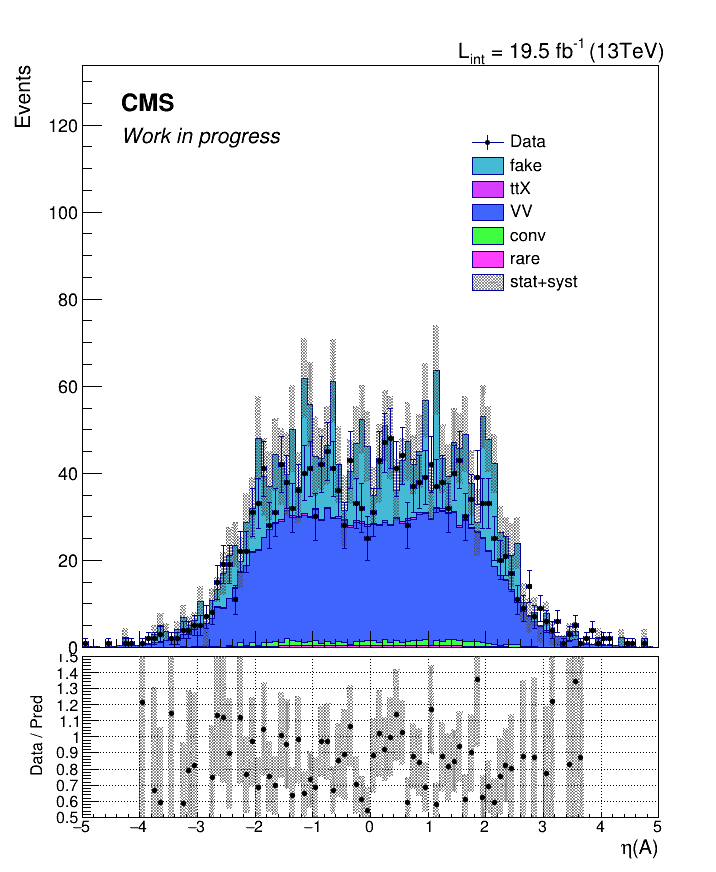 L_int = 19.5 fb⁻¹ (13TeV)
Events
CMS
Work in progress
120
100
80
60
40
20
0
Data
fake
ttX
VV
conv
rare
stat+syst
Data / Pred
1.5
1.4
1.3
1.2
1.1
1
0.9
0.8
0.7
0.6
0.5
−5 −4 −3 −2 −1 0 1 2 3 4 5
η(A)